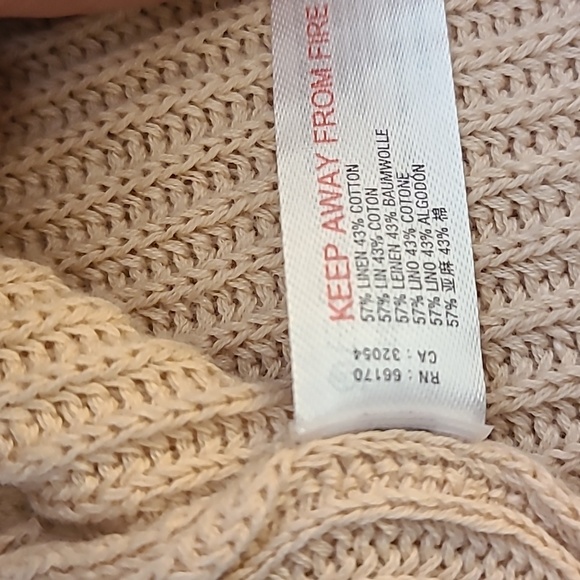 KEEP AWAY FROM FIRE
57% LINEN 43% COTTON
57% LIN 43% COTON
57% LEINEN 43% BAUMWOLLE
57% LINO 43% COTONE
57% LINO 43% ALGODÓN
57% 亚麻 43% 棉
RN : 66170
CA : 32054